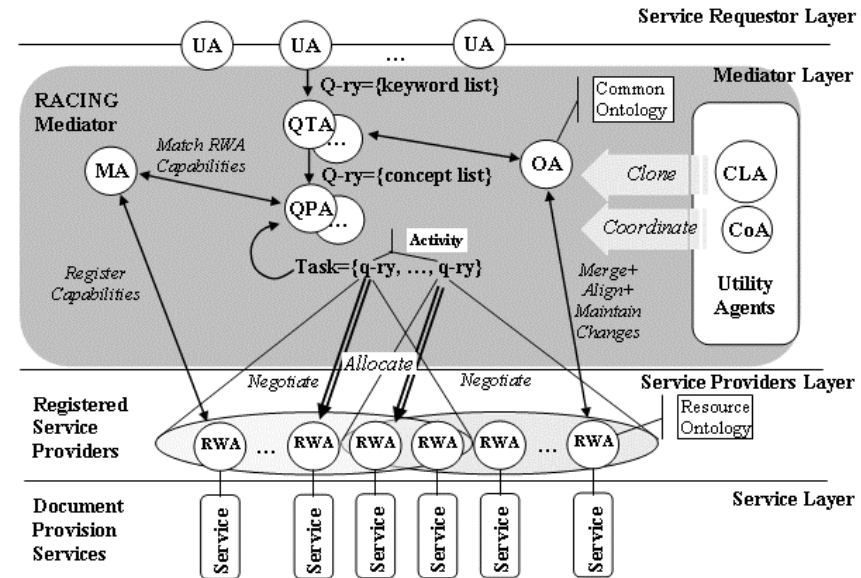 Service Requestor Layer
UA
UA
...
UA
Mediator Layer
RACING
Mediator
Q-ry={keyword list}
Common
Ontology
QTA
...
Match RWA
Capabilities
MA
OA
Q-ry={concept list}
Clone
CLA
QPA
...
Coordinate
CoA
Activity
Task={q-ry, ..., q-ry}
Register
Capabilities
Merge+
Align+
Maintain
Changes
Utility
Agents
Allocate
Negotiate
Negotiate
Service Providers Layer
Registered
Service
Providers
Resource
Ontology
RWA
...
RWA
RWA
RWA
RWA
...
RWA
Service Layer
Document
Provision
Services
Service
Service
Service
Service
Service
Service